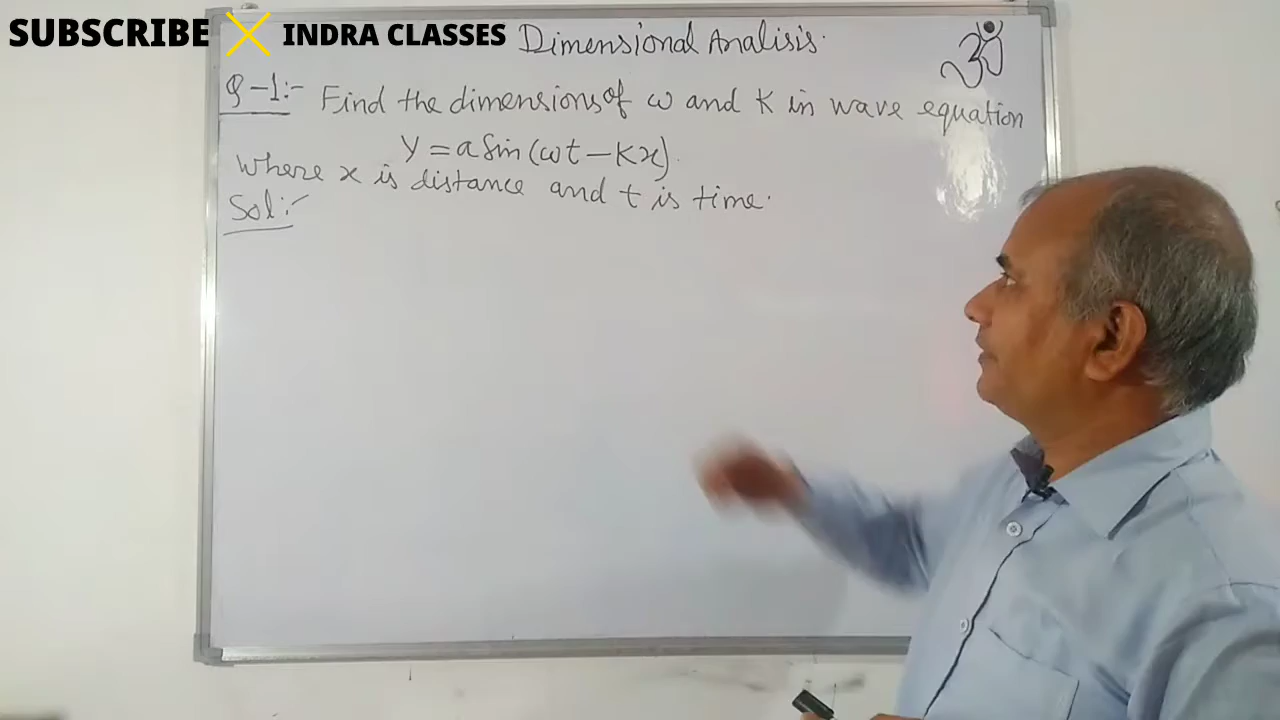 SUBSCRIBE INDRA CLASSES
Dimensional Analisis.
ॐ
Q-1:- Find the dimensions of ω and K in wave equation
Y = a Sin(ωt - Kx).
where x is distance and t is time.
Sol:-